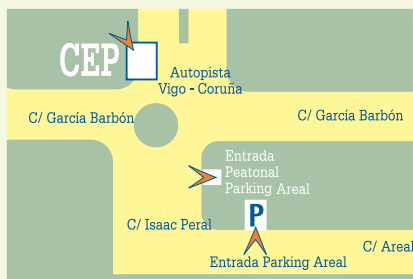 CEP
Autopista
Vigo - Coruña
C/ García Barbón
C/ García Barbón
Entrada
Peatonal
Parking Areal
P
C/ Isaac Peral
C/ Areal
Entrada Parking Areal